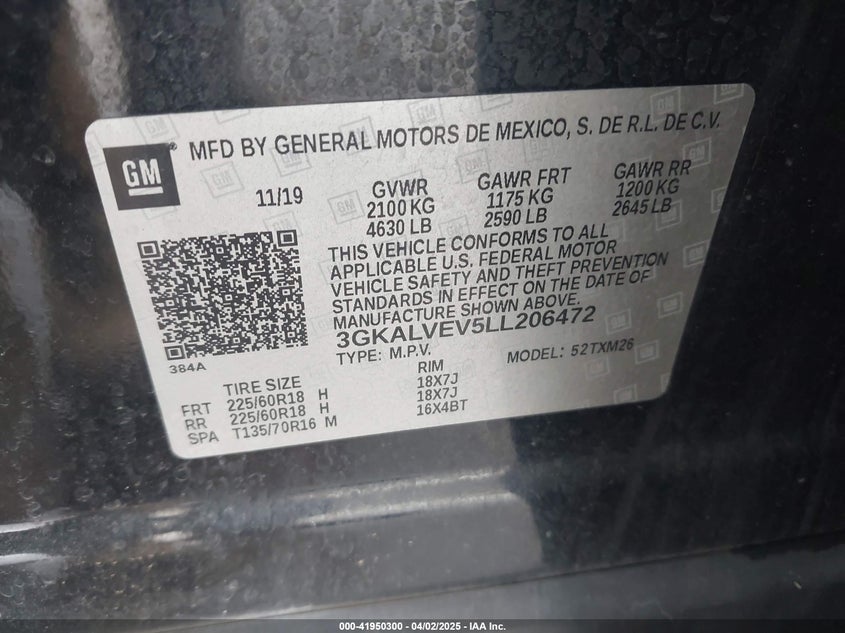 GM
MFD BY GENERAL MOTORS DE MEXICO, S. DE R.L. DE C.V.
11/19 GVWR GAWR FRT GAWR RR
2100 KG 1175 KG 1200 KG
4630 LB 2590 LB 2645 LB
THIS VEHICLE CONFORMS TO ALL
APPLICABLE U.S. FEDERAL MOTOR
VEHICLE SAFETY AND THEFT PREVENTION
STANDARDS IN EFFECT ON THE DATE OF
MANUFACTURE SHOWN ABOVE.
3GKALVEV5LL206472
TYPE: M.P.V. MODEL: 52TXM26
384A
TIRE SIZE RIM
FRT 225/60R18 H 18X7J
RR 225/60R18 H 18X7J
SPA T135/70R16 M 16X4BT
000-41950300 - 04/02/2025 - IAA Inc.